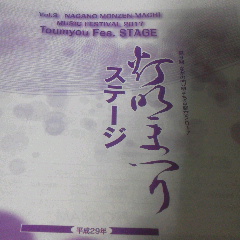 Vol.3 NAGANO MONZEN-MACHI
MUSIC FESTIVAL 2017
Toumyou Fes. STAGE
灯明まつり
ステージ
平成29年